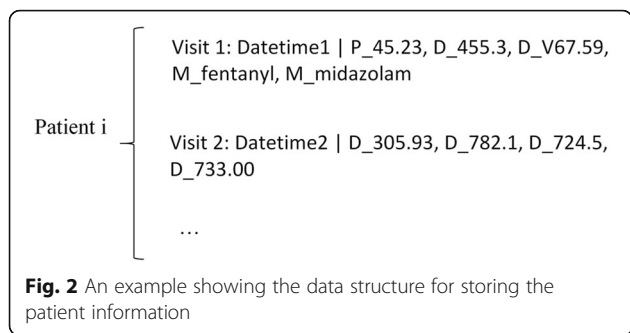 Visit 1: Datetime1 | P_45.23, D_455.3, D_V67.59,
M_fentanyl, M_midazolam
Patient i
Visit 2: Datetime2 | D_305.93, D_782.1, D_724.5,
D_733.00
...
Fig. 2 An example showing the data structure for storing the
patient information